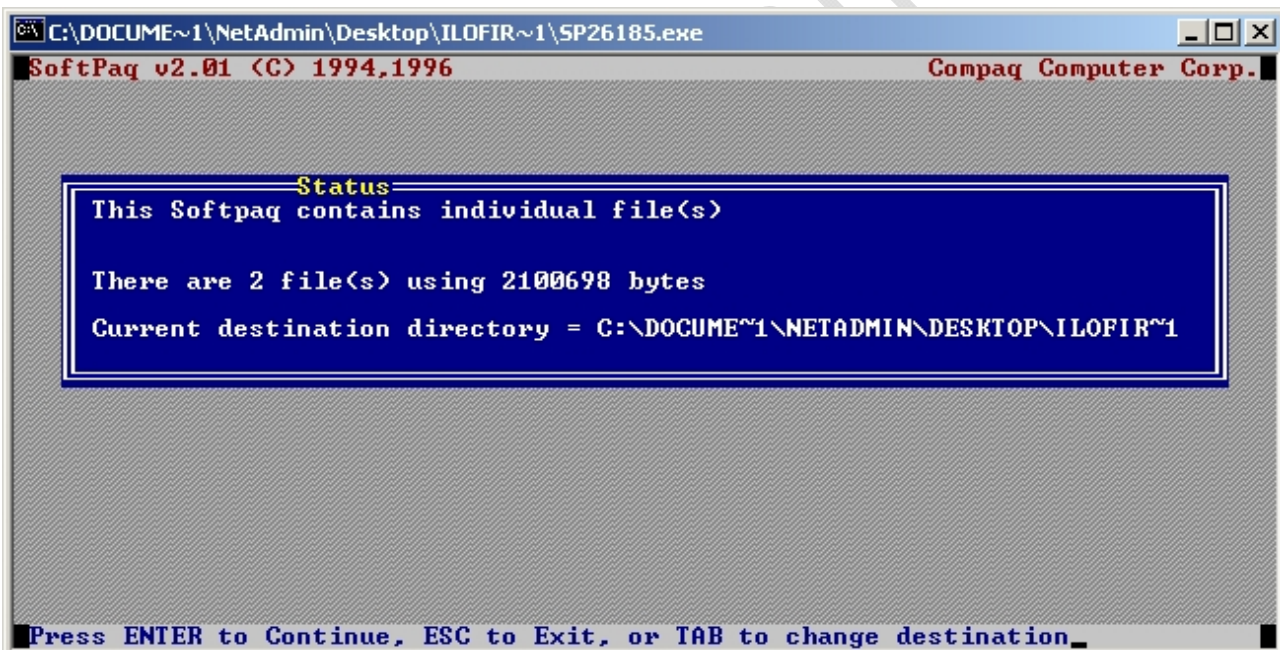 C:\DOCUME~1\NetAdmin\Desktop\ILOFIR~1\SP26185.exe
SoftPaq v2.01 (C) 1994,1996 Compaq Computer Corp.
Status
This Softpaq contains individual file(s)
There are 2 file(s) using 2100698 bytes
Current destination directory = C:\DOCUME~1\NETADMIN\DESKTOP\ILOFIR~1
Press ENTER to Continue, ESC to Exit, or TAB to change destination_